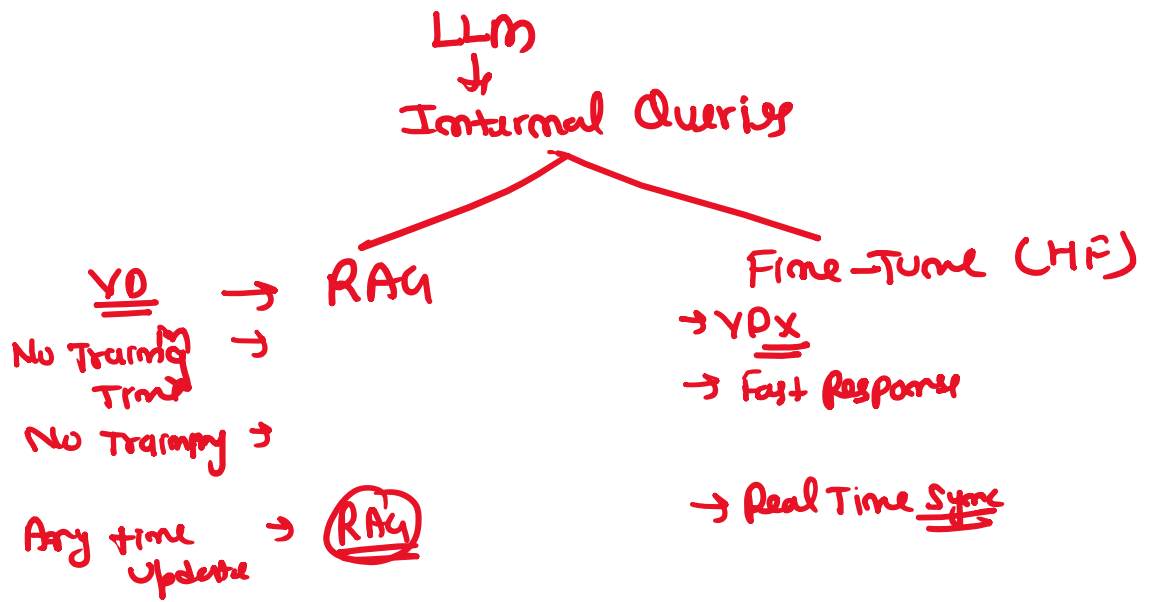 LLM
Internal Queries
RAG
Fine-Tune (HF)
VD
VDx
No Training
Time
Fast Response
No Training
Real Time Sync
Any time
update
RAG